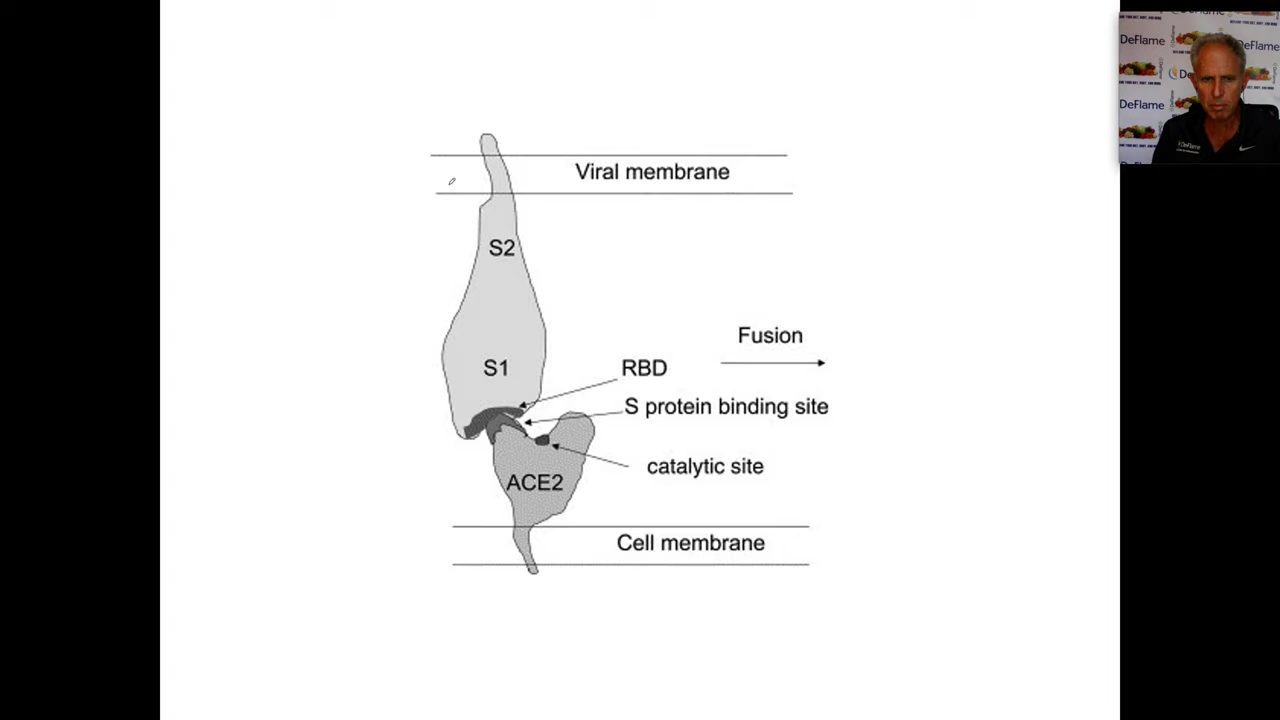 Viral membrane
S2
Fusion
S1
RBD
S protein binding site
catalytic site
ACE2
Cell membrane
DeFlame
DeFlame
DeFlame
DeFlame